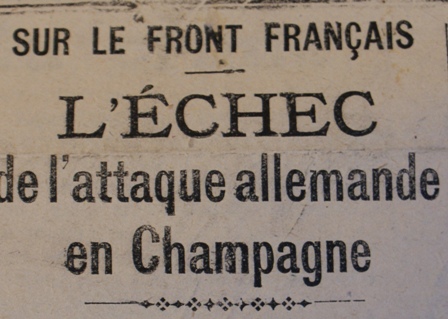 SUR LE FRONT FRANÇAIS
L'ÉCHEC
de l'attaque allemande
en Champagne